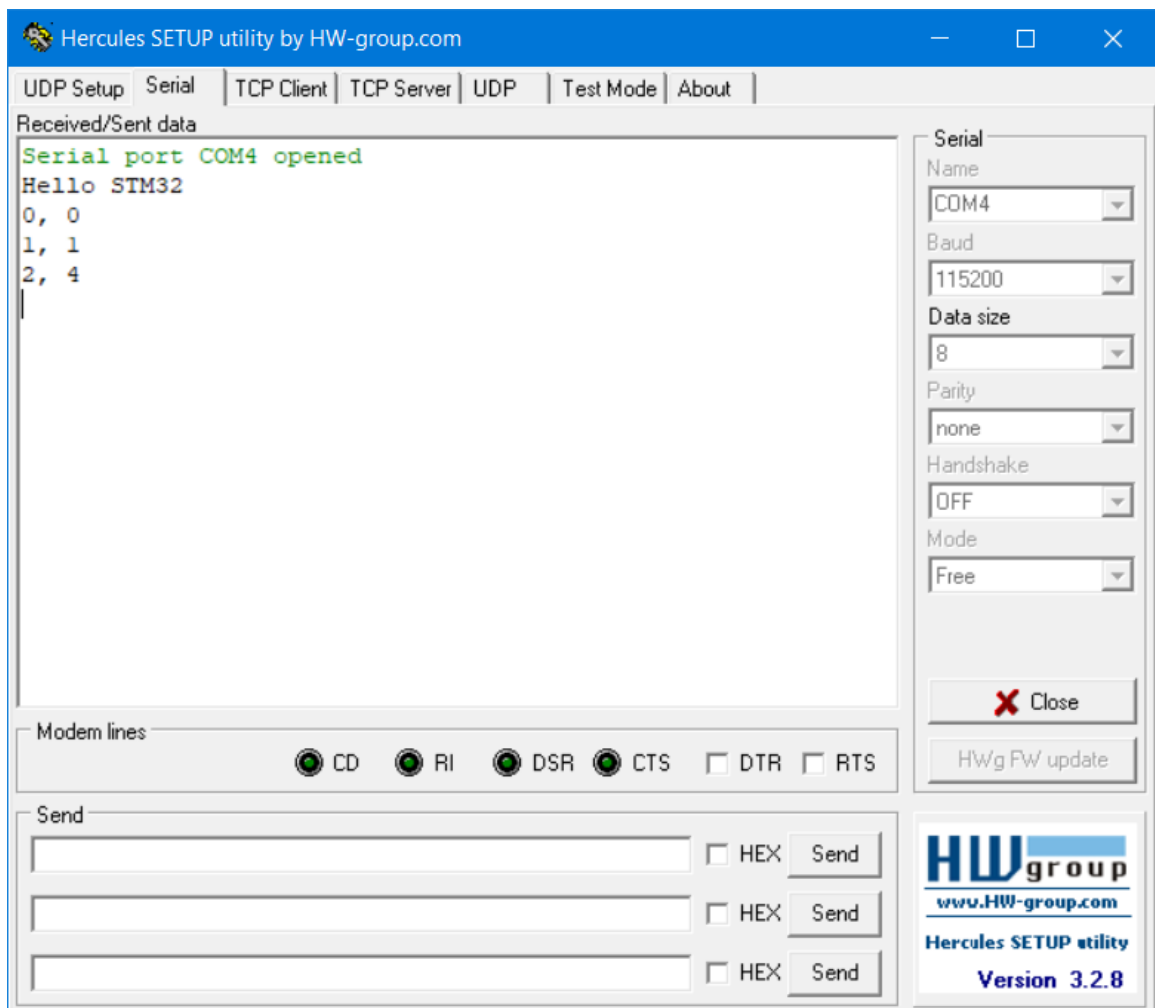 Hercules SETUP utility by HW-group.com
UDP Setup Serial TCP Client TCP Server UDP Test Mode About
Received/Sent data
Serial port COM4 opened
Hello STM32
0, 0
1, 1
2, 4
Serial
Name
COM4
Baud
115200
Data size
8
Parity
none
Handshake
OFF
Mode
Free
Close
HWg FW update
Modem lines
CD RI DSR CTS DTR RTS
Send
HEX Send
HEX Send
HEX Send
HW group
www.HW-group.com
Hercules SETUP utility
Version 3.2.8